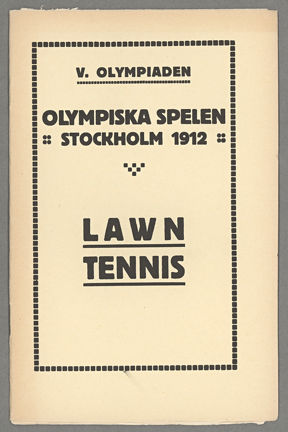 V. OLYMPIADEN
OLYMPISKA SPELEN
STOCKHOLM 1912
LAWN
TENNIS